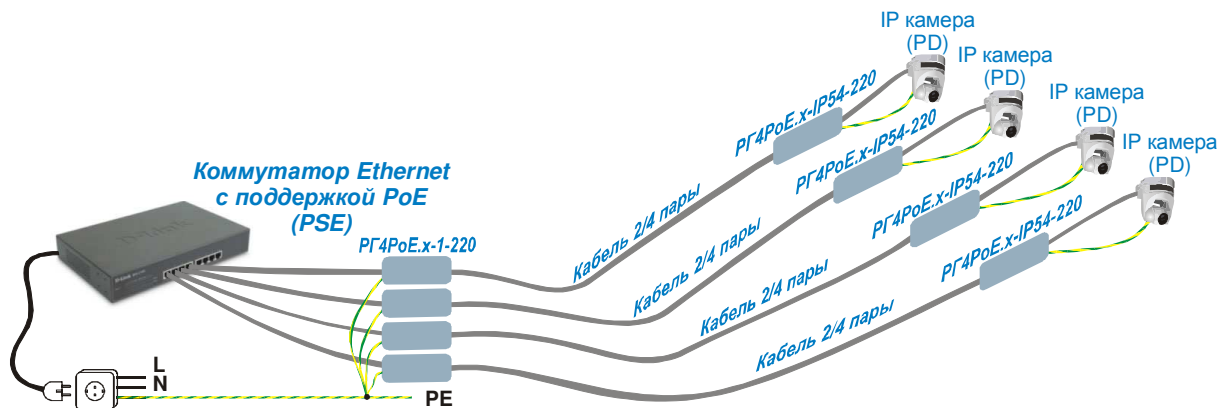 IP камера
(PD)
IP камера
(PD)
IP камера
(PD)
IP камера
(PD)
РГ4PoE.x-IP54-220
РГ4PoE.x-IP54-220
РГ4PoE.x-IP54-220
РГ4PoE.x-IP54-220
Коммутатор Ethernet
с поддержкой PoE
(PSE)
D-Link
РГ4PoE.x-1-220
Кабель 2/4 пары
Кабель 2/4 пары
Кабель 2/4 пары
Кабель 2/4 пары
L
N
PE